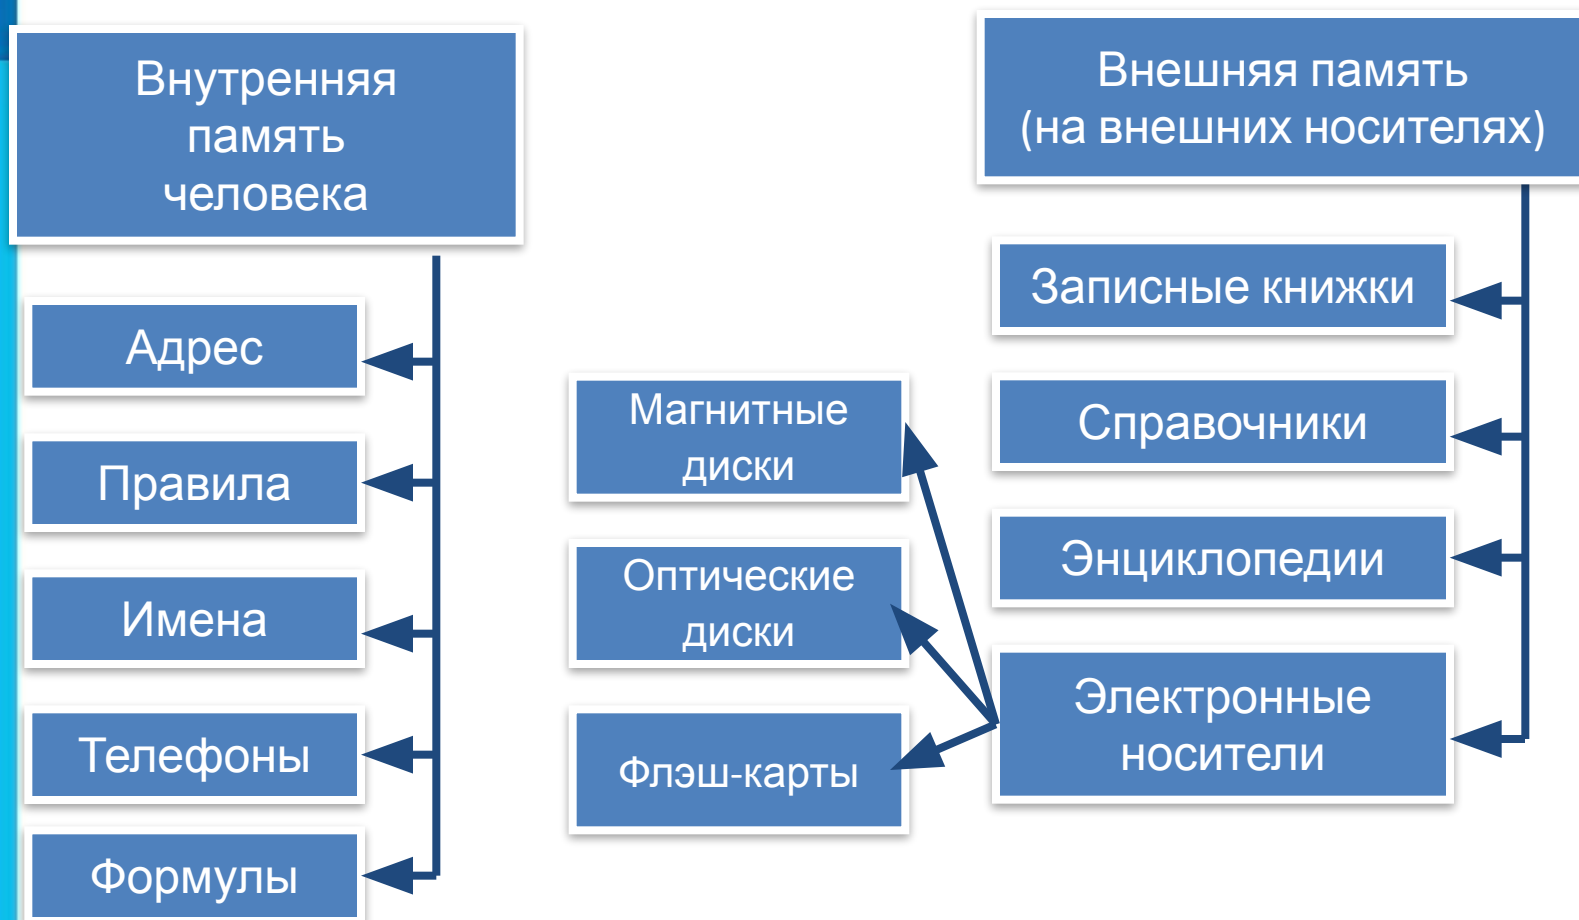 Внутренняя
память
человека
Адрес
Правила
Имена
Телефоны
Формулы
Внешняя память
(на внешних носителях)
Записные книжки
Справочники
Энциклопедии
Электронные
носители
Магнитные
диски
Оптические
диски
Флэш-карты